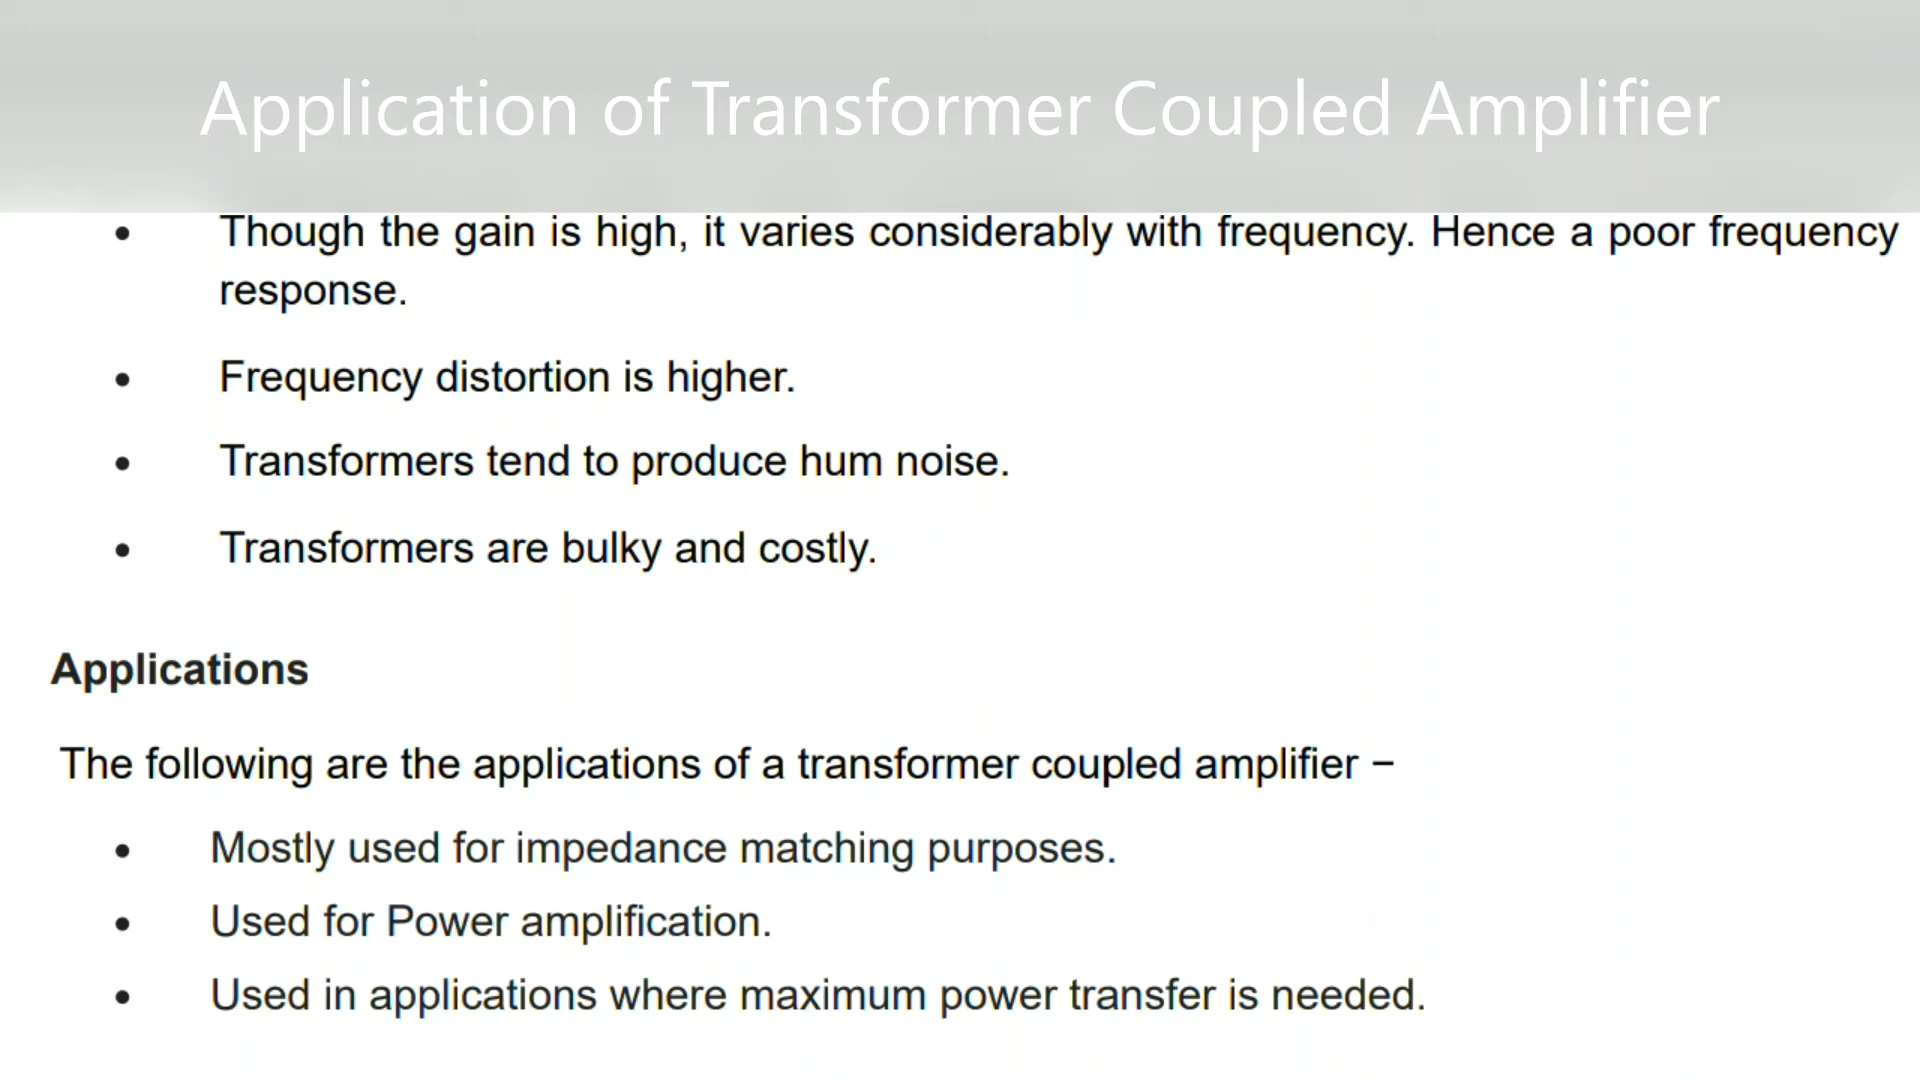 Application of Transformer Coupled Amplifier
• Though the gain is high, it varies considerably with frequency. Hence a poor frequency
response.
• Frequency distortion is higher.
• Transformers tend to produce hum noise.
• Transformers are bulky and costly.
Applications
The following are the applications of a transformer coupled amplifier −
• Mostly used for impedance matching purposes.
• Used for Power amplification.
• Used in applications where maximum power transfer is needed.